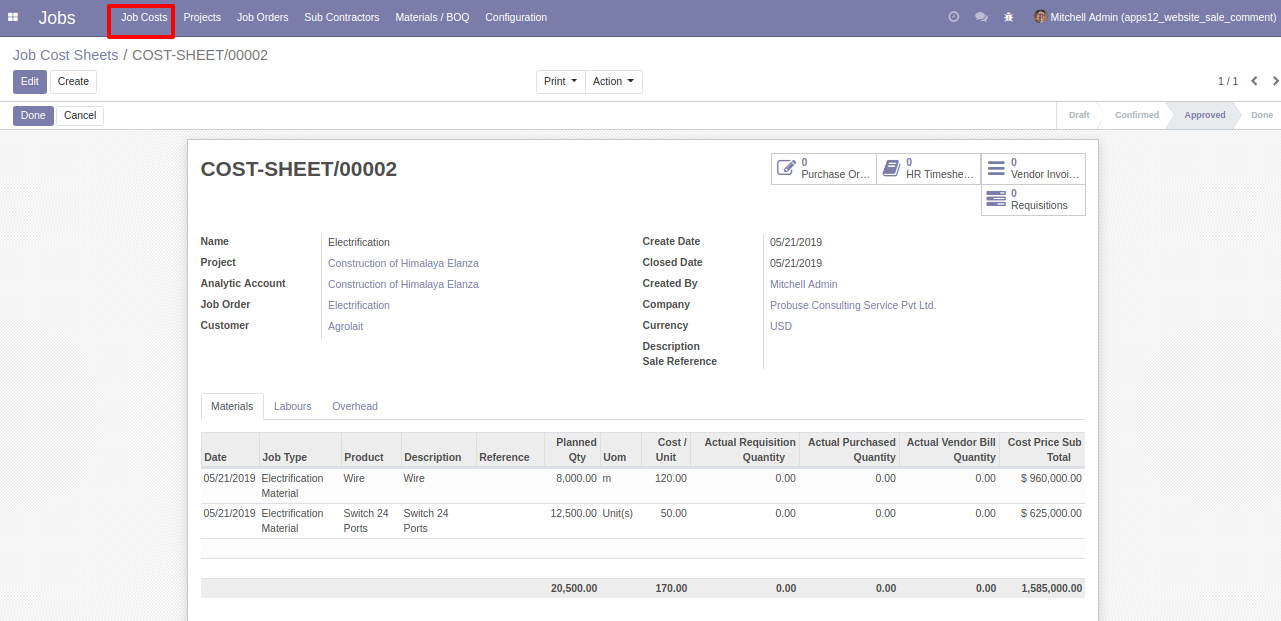 Jobs Job Costs Projects Job Orders Sub Contractors Materials / BOQ Configuration Mitchell Admin (apps12_website_sale_comment)
Job Cost Sheets / COST-SHEET/00002
Edit Create Print Action 1 / 1
Done Cancel Draft Confirmed Approved Done
COST-SHEET/00002
0 Purchase Or...
0 HR Timeshe...
0 Vendor Invoi...
0 Requisitions
Name Electrification
Project Construction of Himalaya Elanza
Analytic Account Construction of Himalaya Elanza
Job Order Electrification
Customer Agrolait
Create Date 05/21/2019
Closed Date 05/21/2019
Created By Mitchell Admin
Company Probuse Consulting Service Pvt Ltd.
Currency USD
Description
Sale Reference
Materials Labours Overhead
Date Job Type Product Description Reference Planned Qty Uom Cost / Unit Actual Requisition Quantity Actual Purchased Quantity Actual Vendor Bill Quantity Cost Price Sub Total
05/21/2019 Electrification Material Wire Wire 8,000.00 m 120.00 0.00 0.00 0.00 $ 960,000.00
05/21/2019 Electrification Material Switch 24 Ports Switch 24 Ports 12,500.00 Unit(s) 50.00 0.00 0.00 0.00 $ 625,000.00
20,500.00 170.00 0.00 0.00 0.00 1,585,000.00